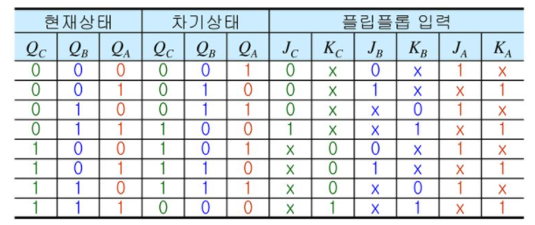 현재상태 차기상태 플립플롭 입력
Q_C Q_B Q_A Q_C Q_B Q_A J_C K_C J_B K_B J_A K_A
0 0 0 0 0 1 0 x 0 x 1 x
0 0 1 0 1 0 0 x 1 x x 1
0 1 0 0 1 1 0 x x 0 1 x
0 1 1 1 0 0 1 x x 1 x 1
1 0 0 1 0 1 x 0 0 x 1 x
1 0 1 1 1 0 x 0 1 x x 1
1 1 0 1 1 1 x 0 x 0 1 x
1 1 1 0 0 0 x 1 x 1 x 1